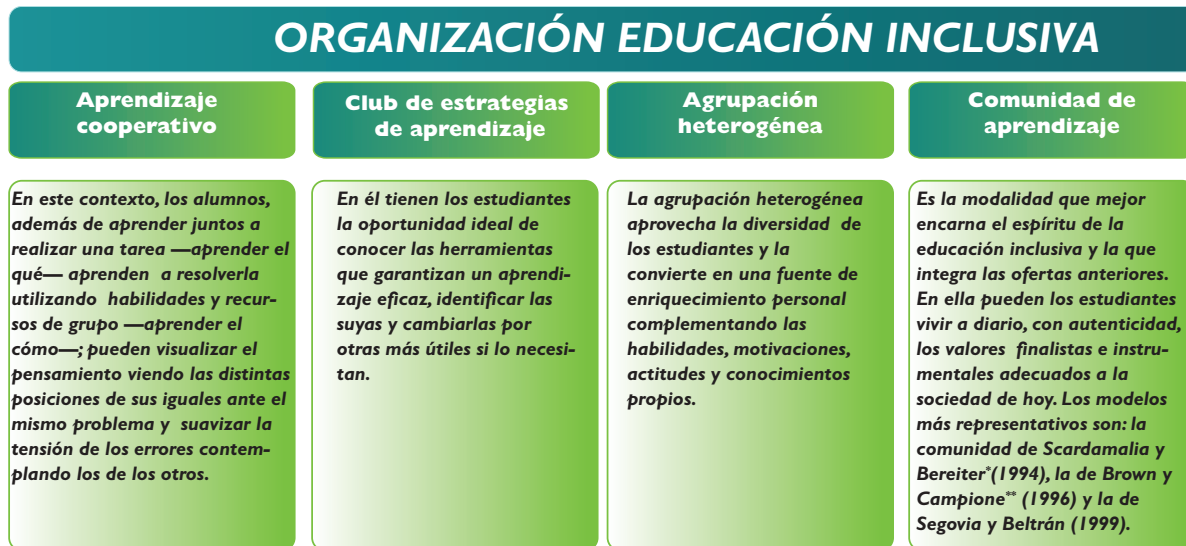 ORGANIZACIÓN EDUCACIÓN INCLUSIVA
Aprendizaje
cooperativo
En este contexto, los alumnos,
además de aprender juntos a
realizar una tarea —aprender el
qué— aprenden a resolverla
utilizando habilidades y recur-
sos de grupo —aprender el
cómo—; pueden visualizar el
pensamiento viendo las distintas
posiciones de sus iguales ante el
mismo problema y suavizar la
tensión de los errores contem-
plando los de los otros.
Club de estrategias
de aprendizaje
En él tienen los estudiantes
la oportunidad ideal de
conocer las herramientas
que garantizan un aprendi-
zaje eficaz, identificar las
suyas y cambiarlas por
otras más útiles si lo necesi-
tan.
Agrupación
heterogénea
La agrupación heterogénea
aprovecha la diversidad de
los estudiantes y la
convierte en una fuente de
enriquecimiento personal
complementando las
habilidades, motivaciones,
actitudes y conocimientos
propios.
Comunidad de
aprendizaje
Es la modalidad que mejor
encarna el espíritu de la
educación inclusiva y la que
integra las ofertas anteriores.
En ella pueden los estudiantes
vivir a diario, con autenticidad,
los valores finalistas e instru-
mentales adecuados a la
sociedad de hoy. Los modelos
más representativos son: la
comunidad de Scardamalia y
Bereiter*(1994), la de Brown y
Campione** (1996) y la de
Segovia y Beltrán (1999).